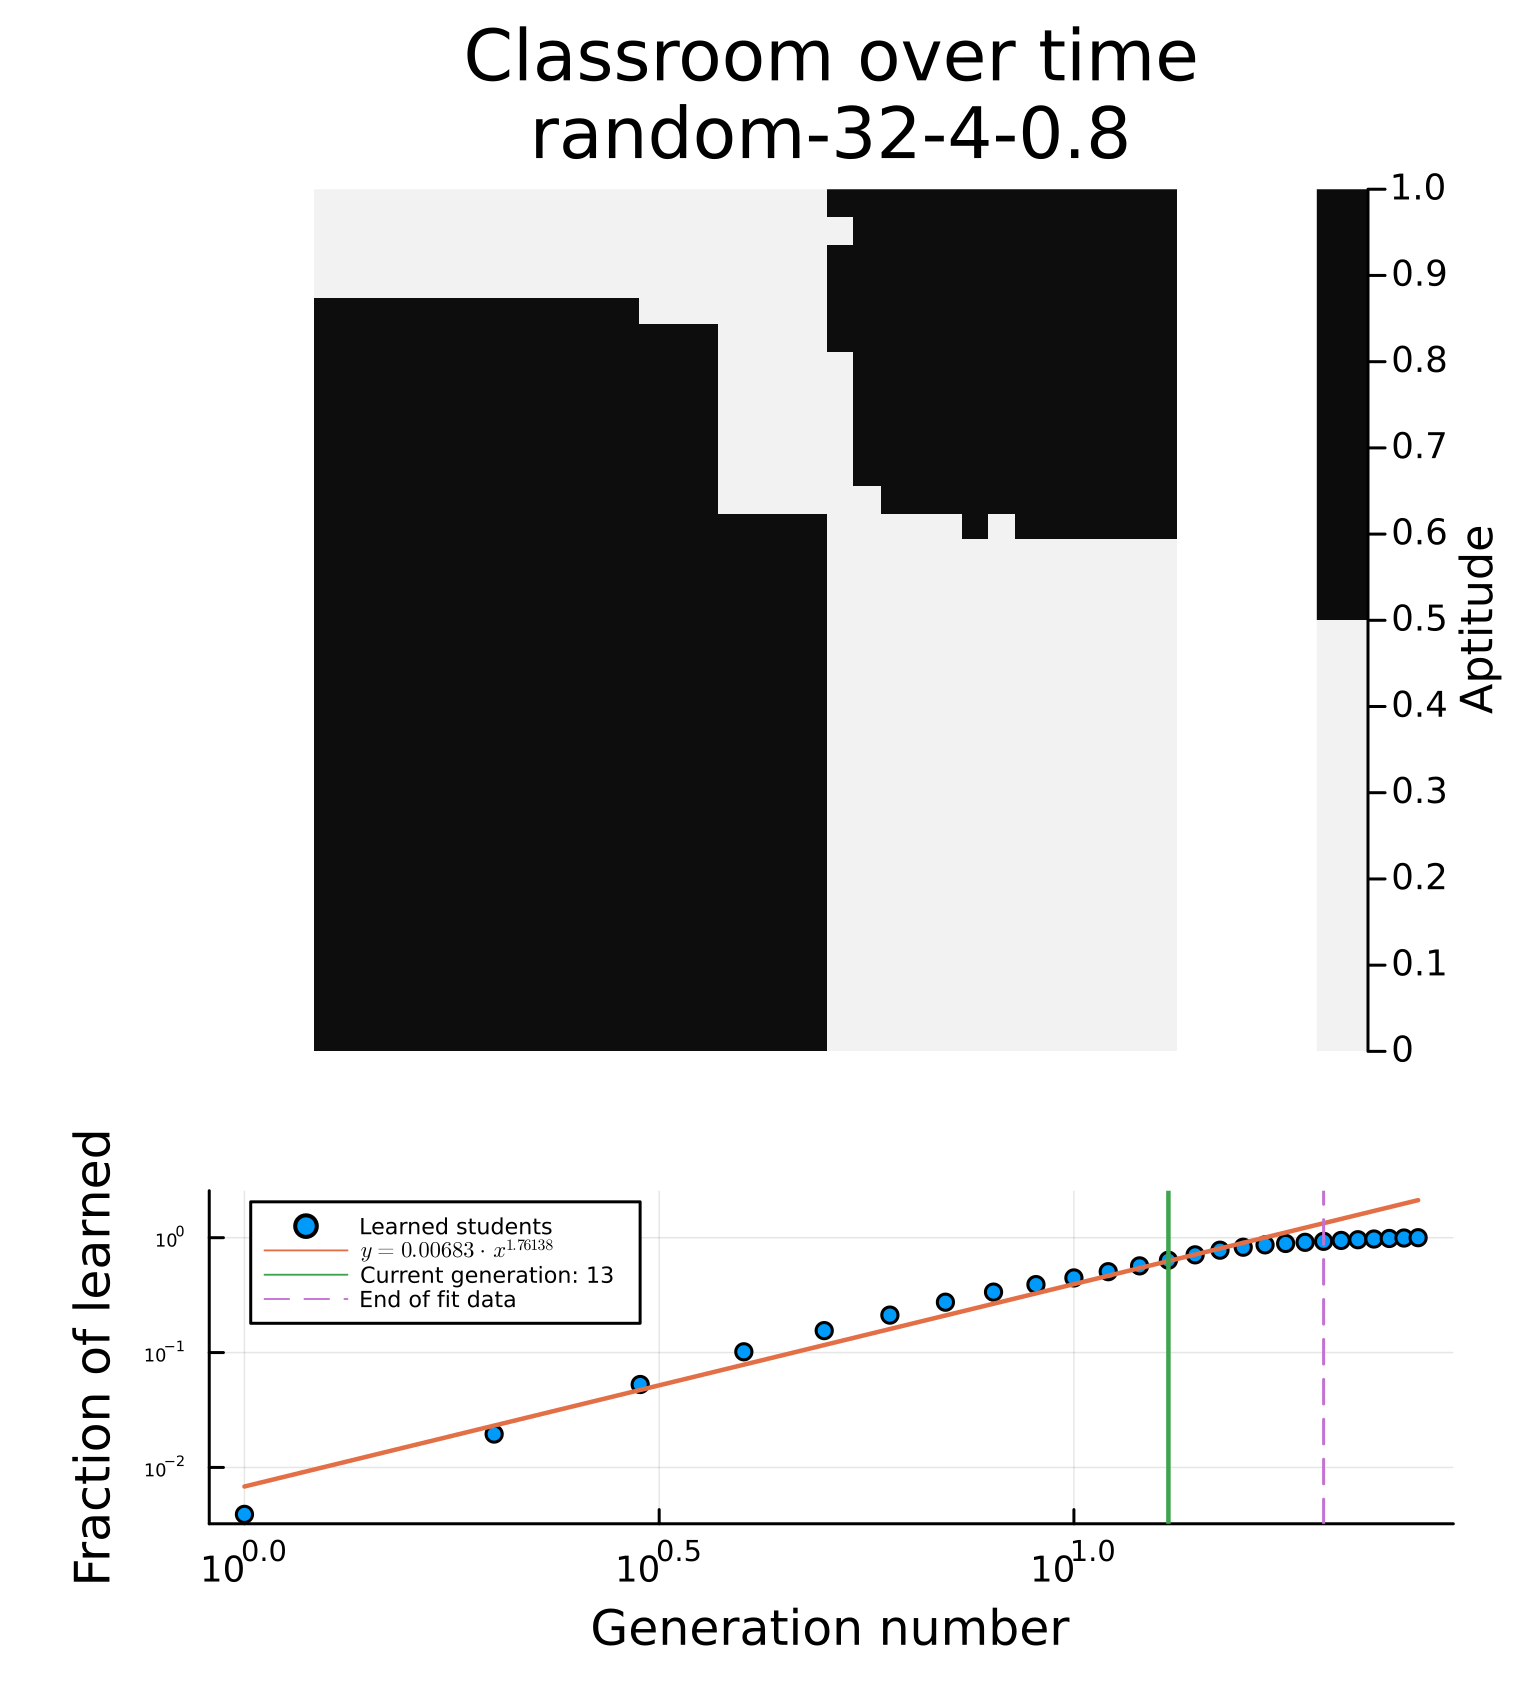 Classroom over time
random-32-4-0.8
1.0
0.9
0.8
0.7
0.6
0.5
0.4
0.3
0.2
0.1
0
Aptitude
Fraction of learned
10^0
10^-1
10^-2
Learned students
y = 0.00683 · x^1.76138
Current generation: 13
End of fit data
10^0.0 10^0.5 10^1.0
Generation number